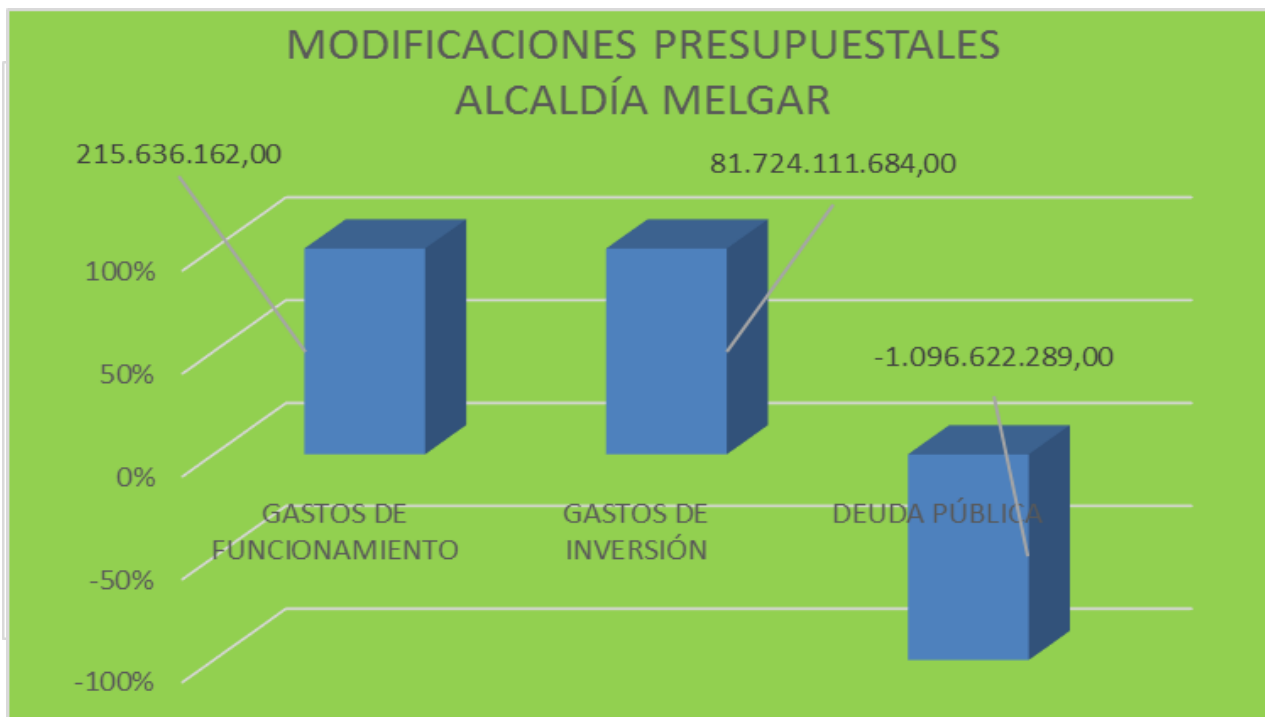 MODIFICACIONES PRESUPUESTALES
ALCALDÍA MELGAR
215.636.162,00
81.724.111.684,00
-1.096.622.289,00
100%
50%
0%
-50%
-100%
GASTOS DE
FUNCIONAMIENTO
GASTOS DE
INVERSIÓN
DEUDA PÚBLICA